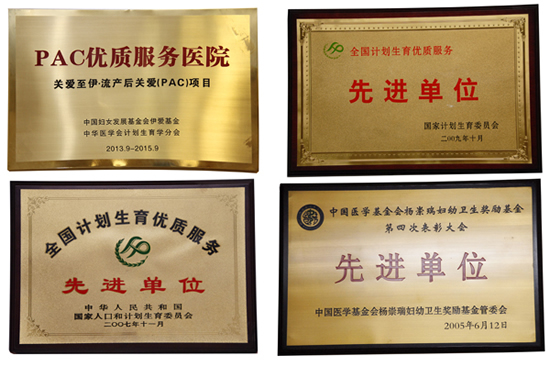 PAC优质服务医院
关爱至伊·流产后关爱(PAC)项目
中国妇女发展基金会伊爱基金
中华医学会计划生育学分会
2013.9-2015.9
全国计划生育优质服务
先进单位
国家计划生育委员会
二00九年十月
全国计划生育优质服务
先进单位
中华人民共和国
国家人口和计划生育委员会
二00七年十一月
中国医学基金会杨崇瑞妇幼卫生奖励基金
第四次表彰大会
先进单位
中国医学基金会杨崇瑞妇幼卫生奖励基金管委会
2005年6月12日